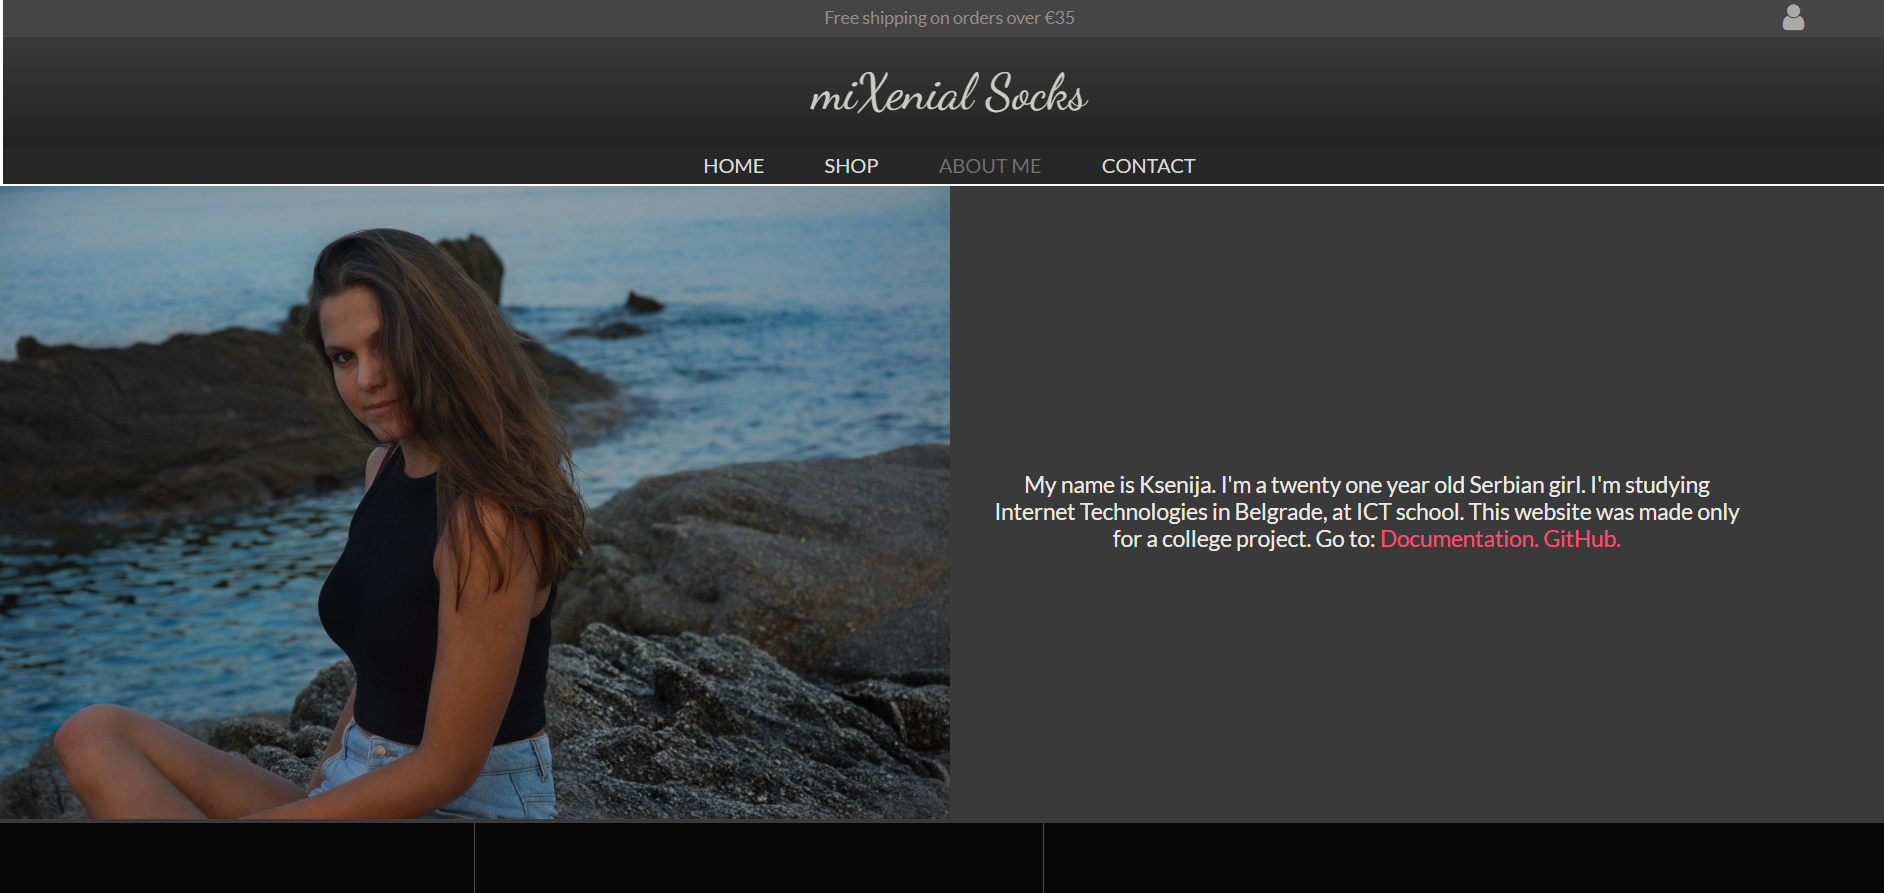 Free shipping on orders over €35
miXenial Socks
HOME SHOP ABOUT ME CONTACT
My name is Ksenija. I'm a twenty one year old Serbian girl. I'm studying
Internet Technologies in Belgrade, at ICT school. This website was made only
for a college project. Go to: Documentation. GitHub.